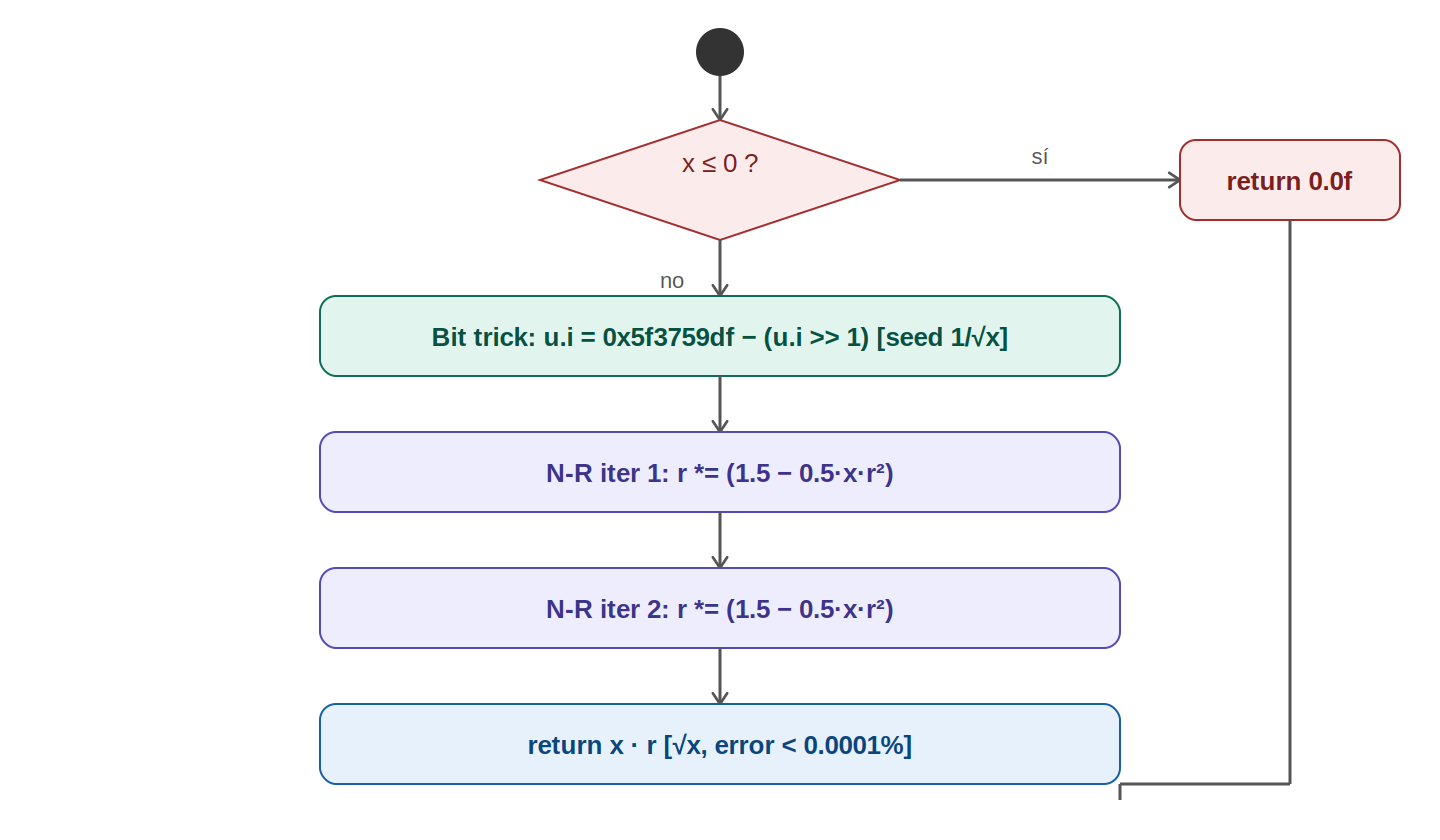 x ≤ 0 ?
sí
return 0.0f
no
Bit trick: u.i = 0x5f3759df − (u.i >> 1) [seed 1/√x]
N-R iter 1: r *= (1.5 − 0.5·x·r²)
N-R iter 2: r *= (1.5 − 0.5·x·r²)
return x · r [√x, error < 0.0001%]